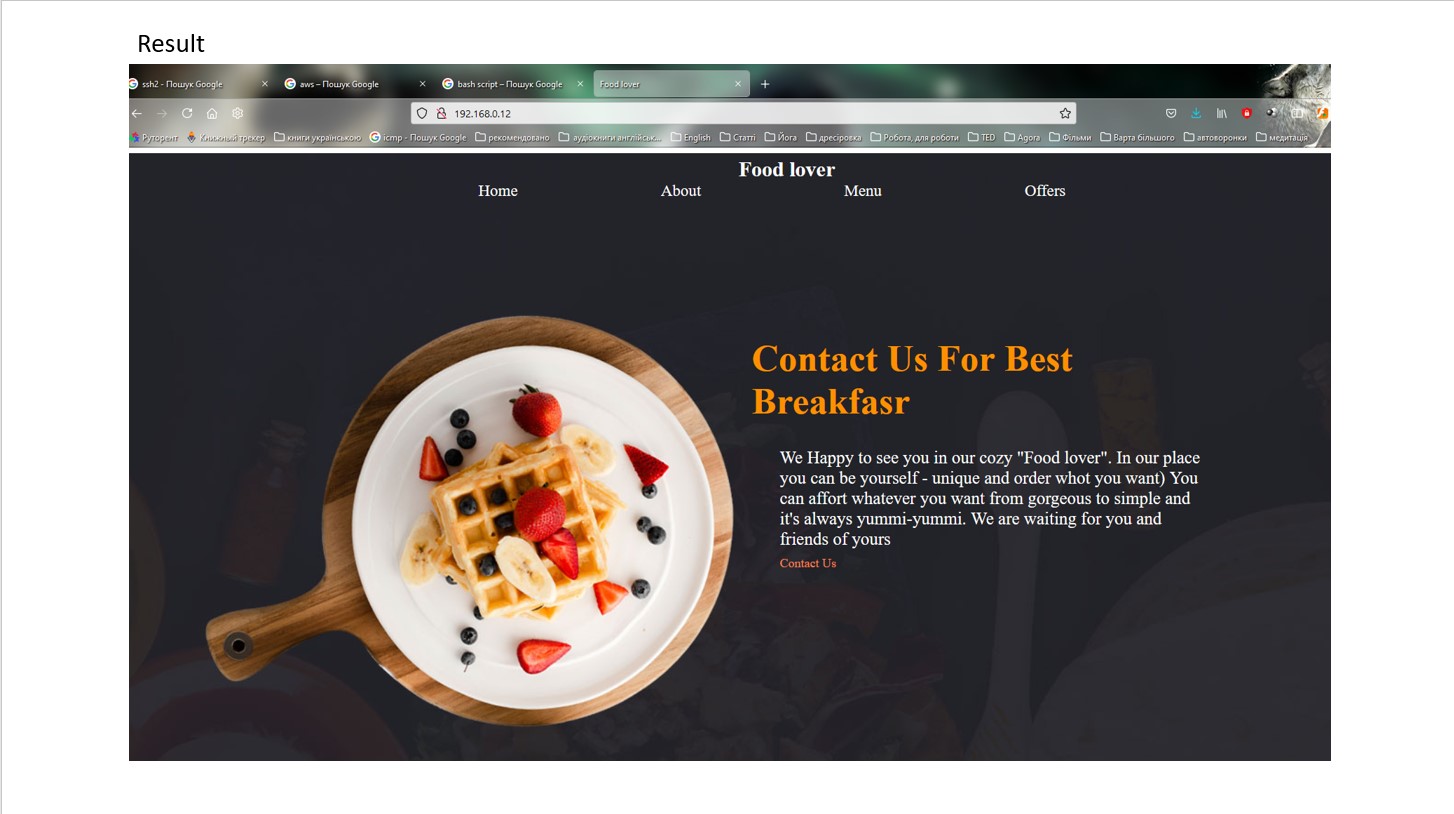 Result
ssh2 - Пошук Google
aws – Пошук Google
bash script – Пошук Google
Food lover
192.168.0.12
Руторент Книжный трекер книги українською icmp - Пошук Google рекомендовано аудіокниги англійськ... English Статті Йога дресіровка Робота, для роботи TED Agora Фільми Варта більшого автоворонки медитація
Food lover
Home About Menu Offers
Contact Us For Best
Breakfasr
We Happy to see you in our cozy "Food lover". In our place
you can be yourself - unique and order whot you want) You
can affort whatever you want from gorgeous to simple and
it's always yummi-yummi. We are waiting for you and
friends of yours
Contact Us